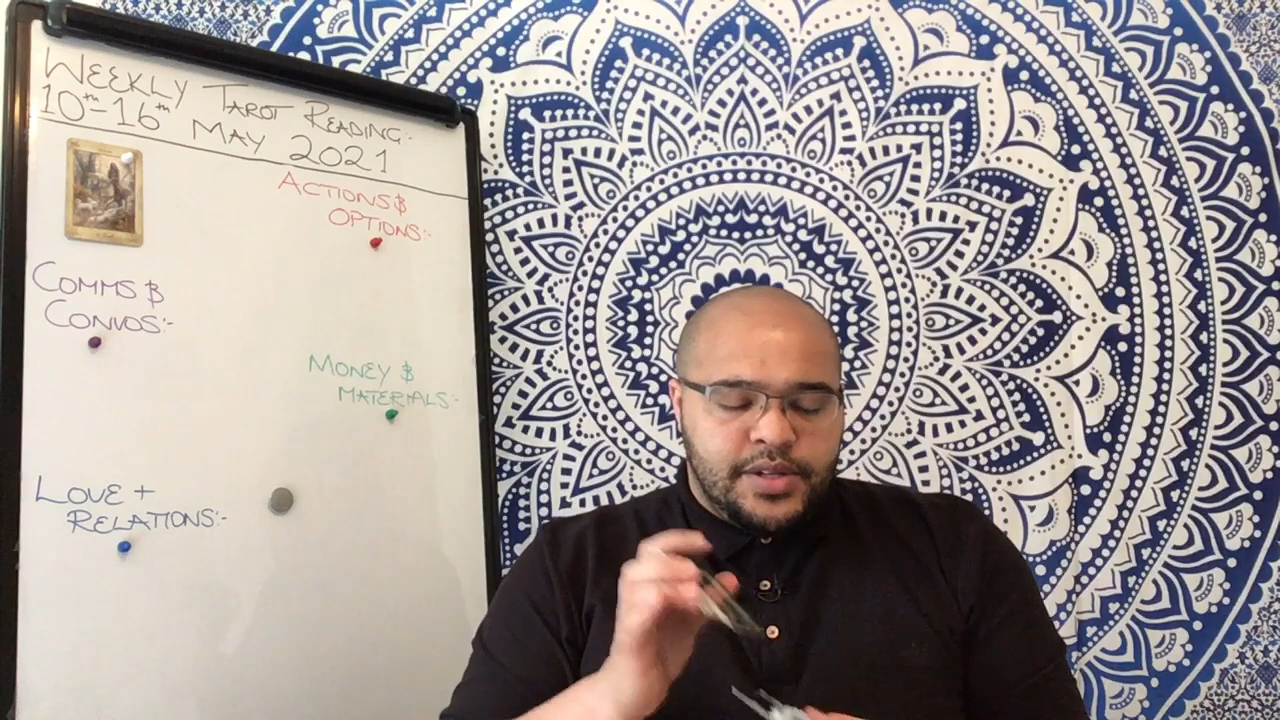 WEEKLY TAROT READING:-
10th-16th MAY 2021
ACTIONS &
OPTIONS:-
COMMS &
CONVOS:-
MONEY &
MATERIALS:-
LOVE +
RELATIONS:-